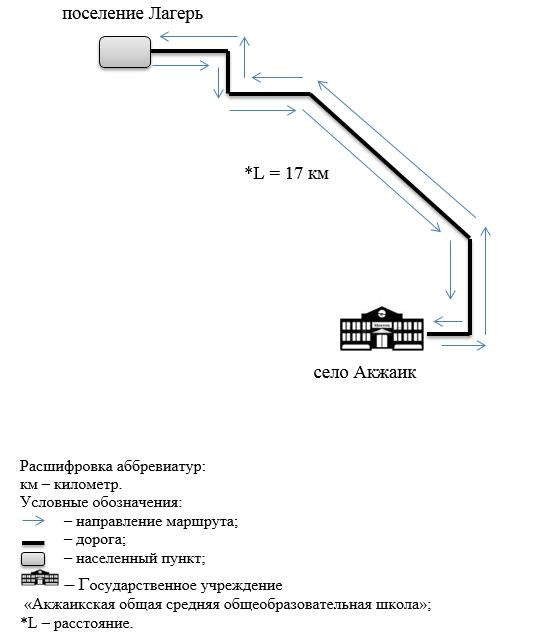 поселение Лагерь
*L = 17 км
село Акжаик
Расшифровка аббревиатур:
км – километр.
Условные обозначения:
– направление маршрута;
– дорога;
– населенный пункт;
– Государственное учреждение
«Акжаикская общая средняя общеобразовательная школа»;
*L – расстояние.